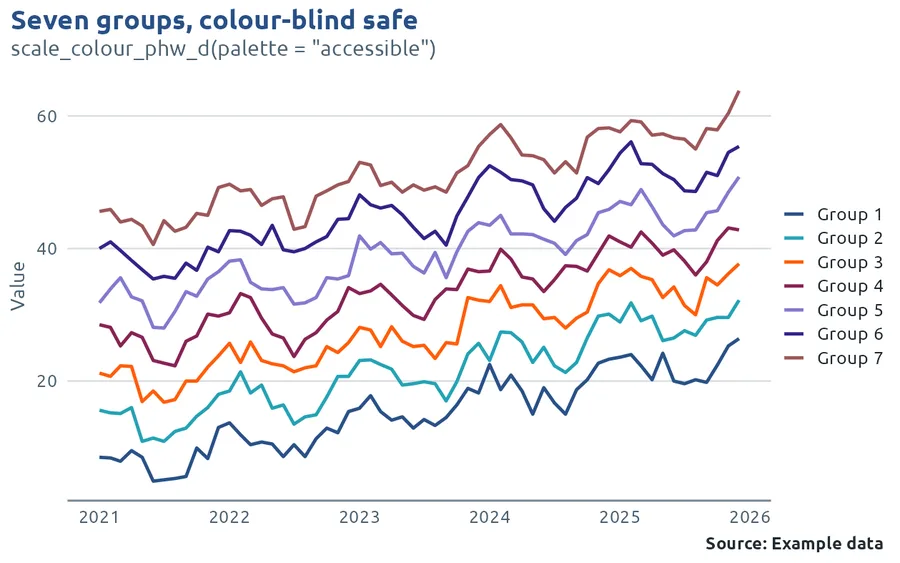 Seven groups, colour-blind safe
scale_colour_phw_d(palette = "accessible")
Value
60
40
20
2021 2022 2023 2024 2025 2026
Group 1
Group 2
Group 3
Group 4
Group 5
Group 6
Group 7
Source: Example data